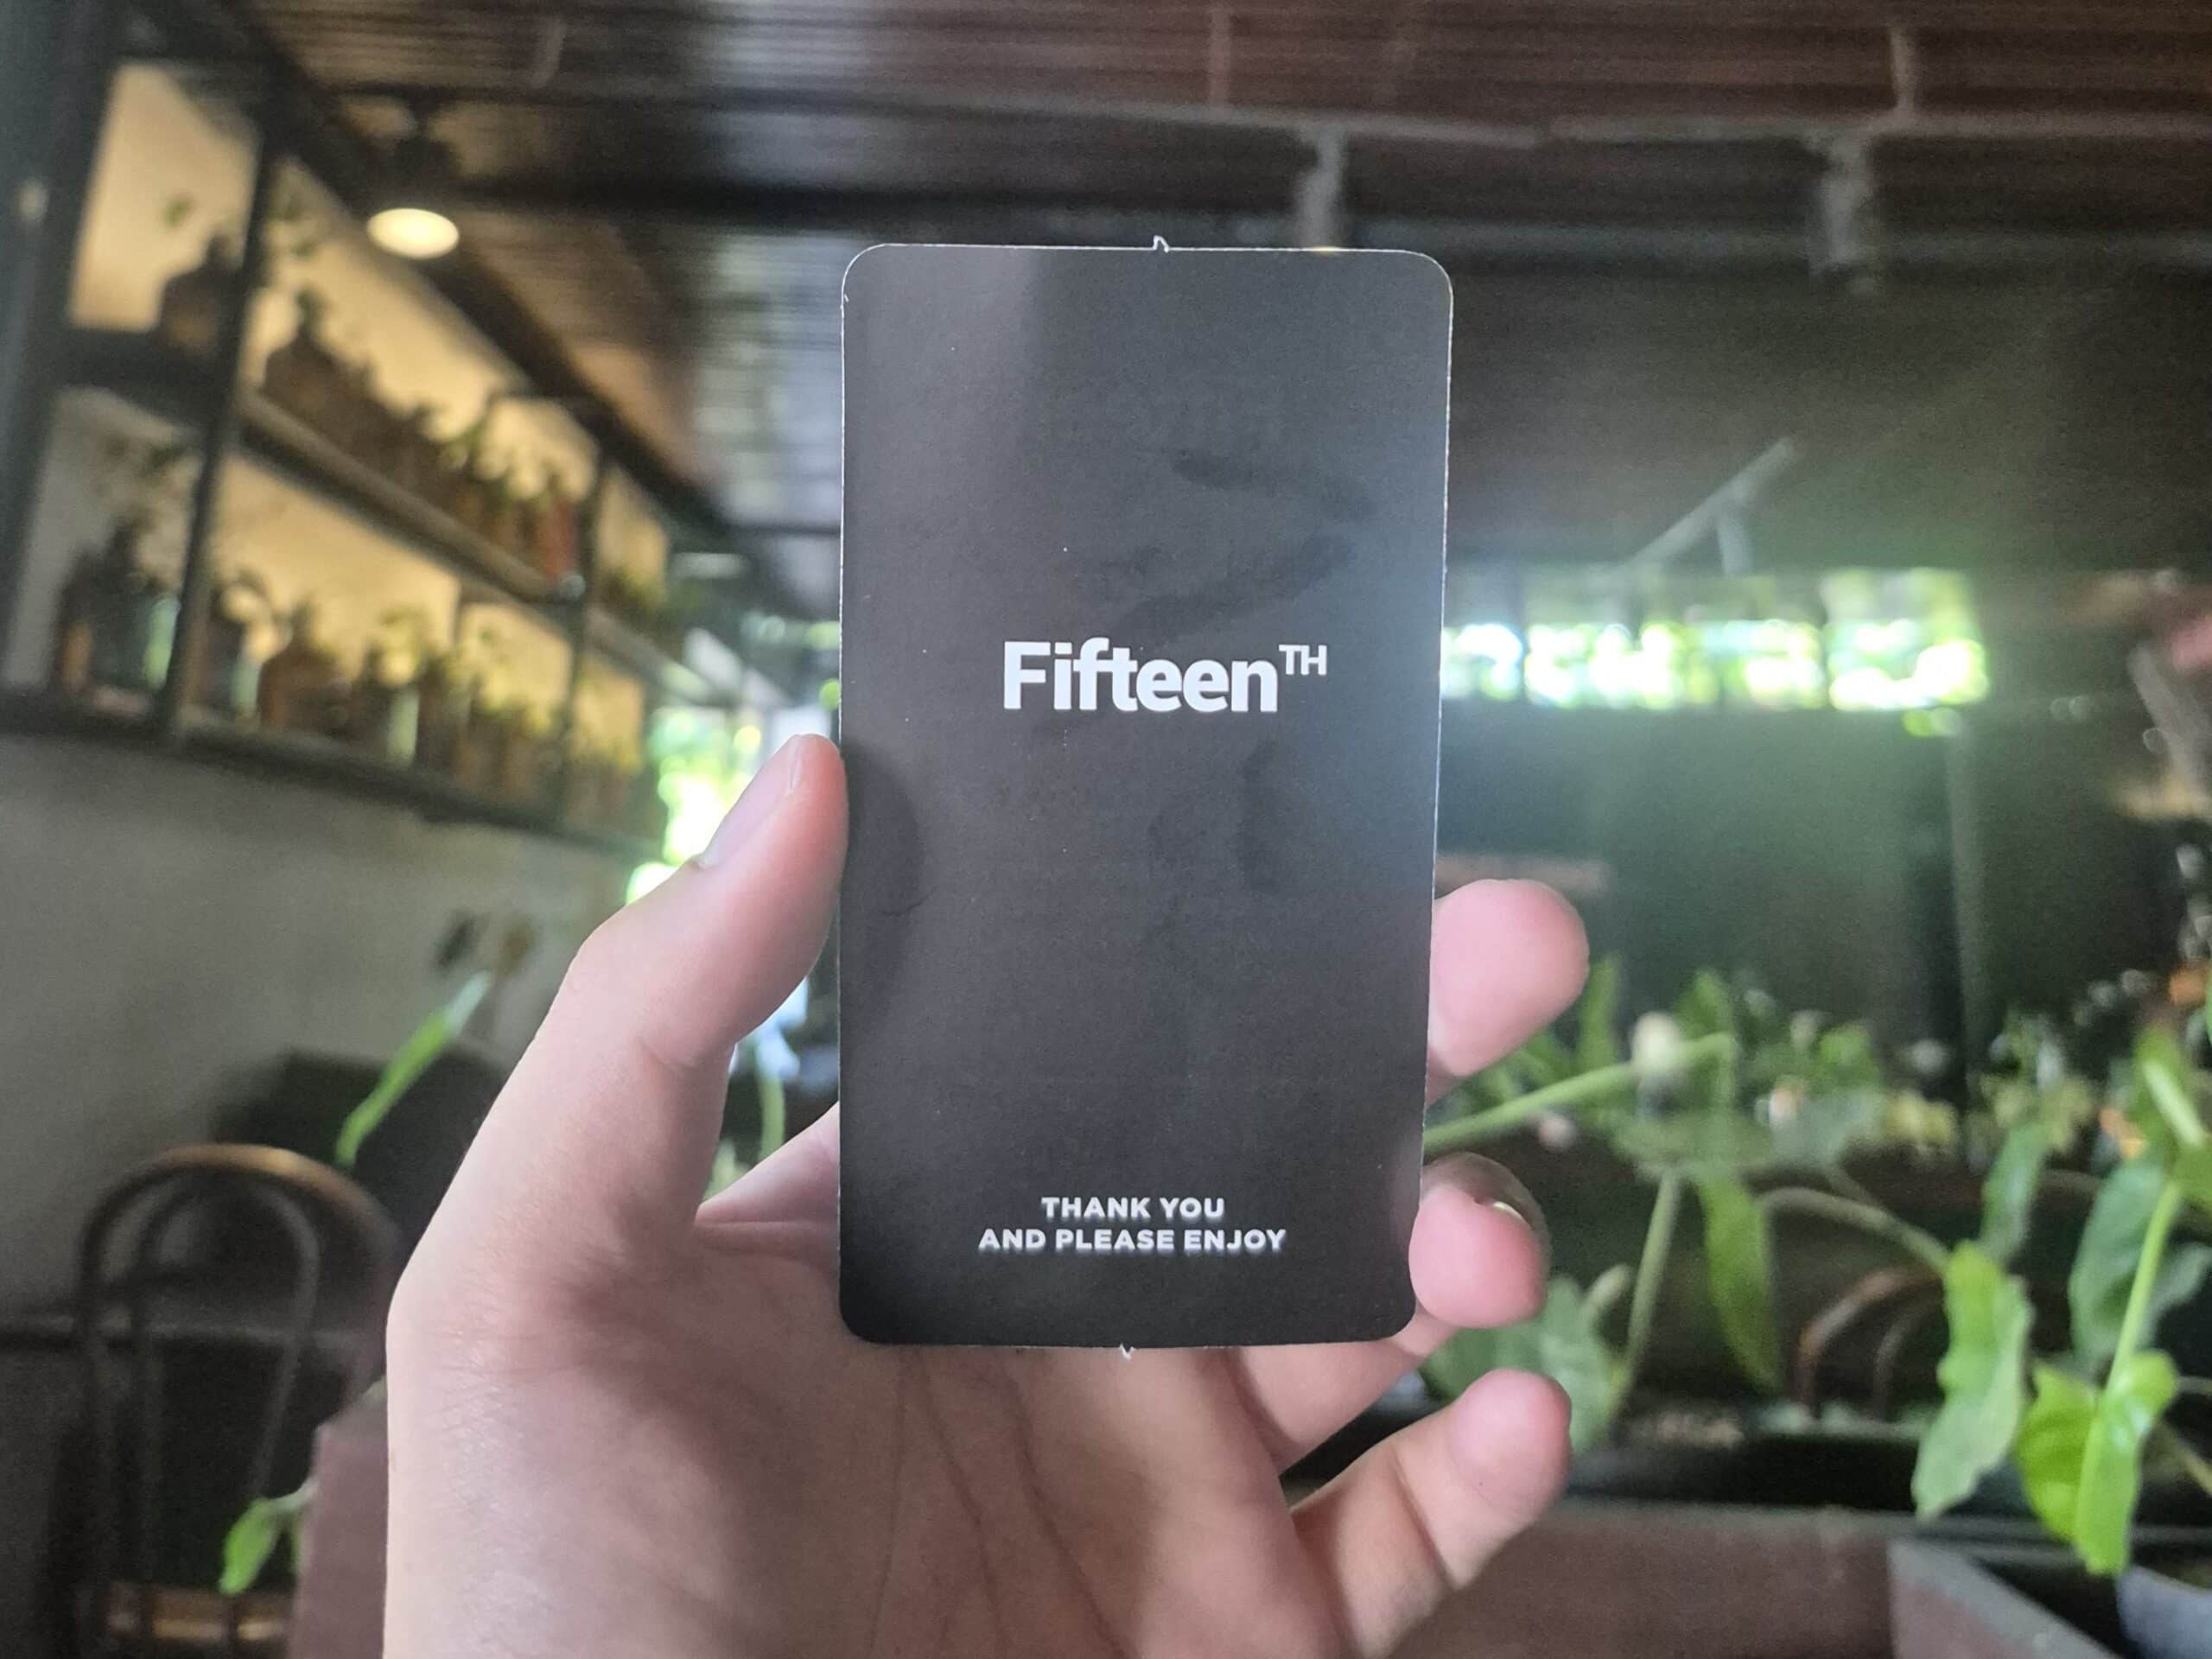 Fifteenᵀᴴ
THANK YOU
AND PLEASE ENJOY